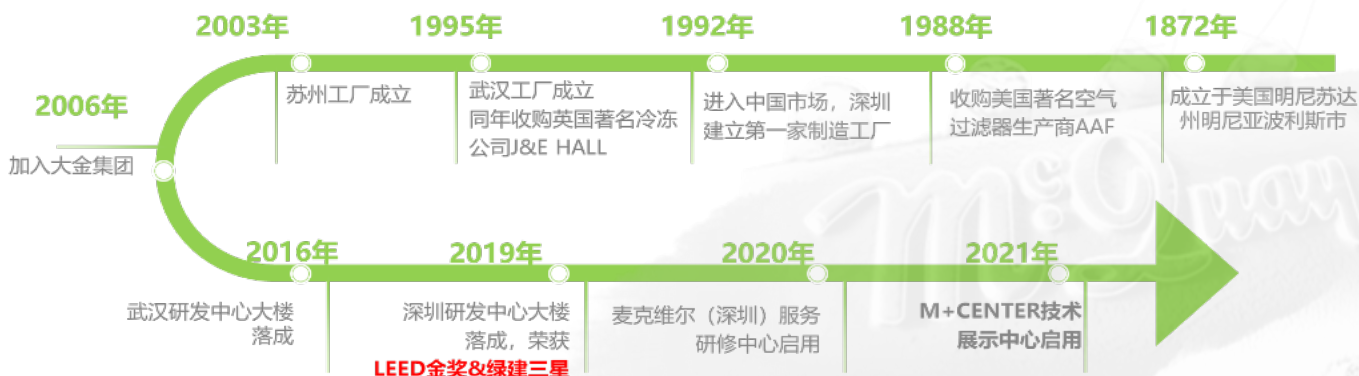 1872年
成立于美国明尼苏达
州明尼亚波利斯市
1988年
收购美国著名空气
过滤器生产商AAF
1992年
进入中国市场，深圳
建立第一家制造工厂
1995年
武汉工厂成立
同年收购英国著名冷冻
公司J&E HALL
2003年
苏州工厂成立
2006年
加入大金集团
2016年
武汉研发中心大楼
落成
2019年
深圳研发中心大楼
落成，荣获
LEED金奖&绿建三星
2020年
麦克维尔（深圳）服务
研修中心启用
2021年
M+CENTER技术
展示中心启用
McQuay